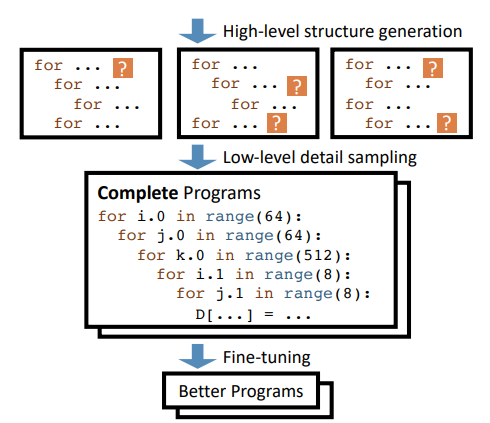 High-level structure generation
for ... ?
for ...
for ...
for ...
for ...
for ... ?
for ...
for ... ?
for ... ?
for ...
for ...
for ... ?
Low-level detail sampling
Complete Programs
for i.0 in range(64):
for j.0 in range(64):
for k.0 in range(512):
for i.1 in range(8):
for j.1 in range(8):
D[...] = ...
Fine-tuning
Better Programs